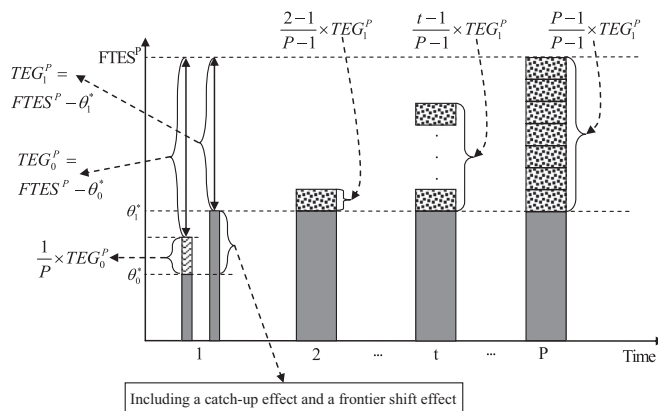 2−1/P−1 × TEG₁ᴾ
t−1/P−1 × TEG₁ᴾ
P−1/P−1 × TEG₁ᴾ
FTESᴾ
TEG₁ᴾ =
FTESᴾ − θ₁*
TEG₀ᴾ =
FTESᴾ − θ₀*
θ₁*
1/P × TEG₀ᴾ
θ₀*
1 2 ... t ... P Time
Including a catch-up effect and a frontier shift effect